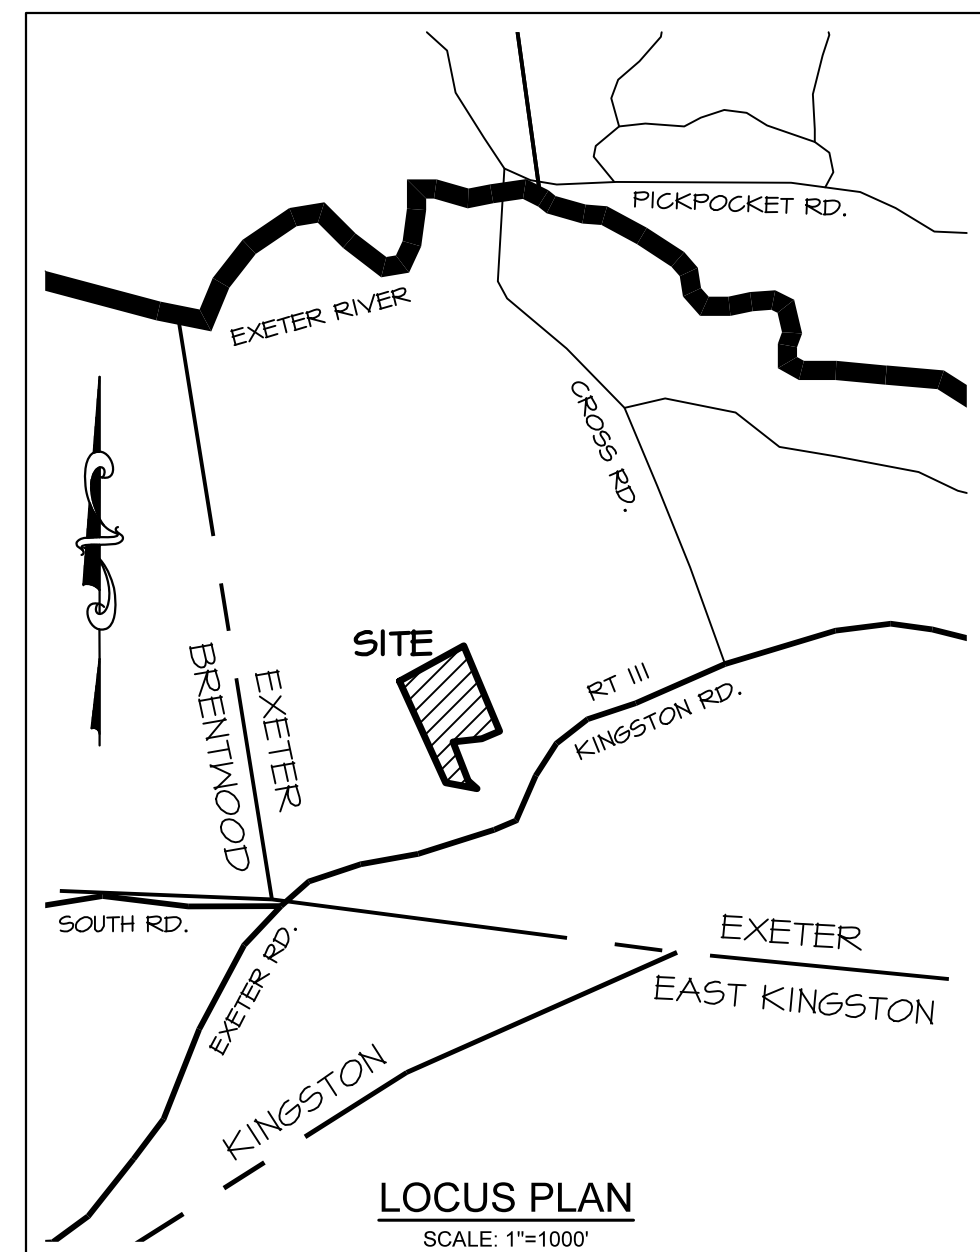 PICKPOCKET RD.
EXETER RIVER
CROSS RD.
SITE
RT 111
KINGSTON RD.
BRENTWOOD
EXETER
SOUTH RD.
EXETER RD.
EXETER
EAST KINGSTON
KINGSTON
LOCUS PLAN
SCALE: 1"=1000'